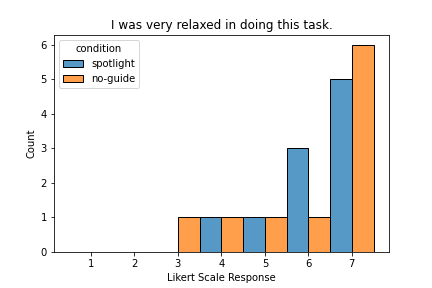 I was very relaxed in doing this task.
condition
spotlight
no-guide
Count
6
5
4
3
2
1
0
1 2 3 4 5 6 7
Likert Scale Response